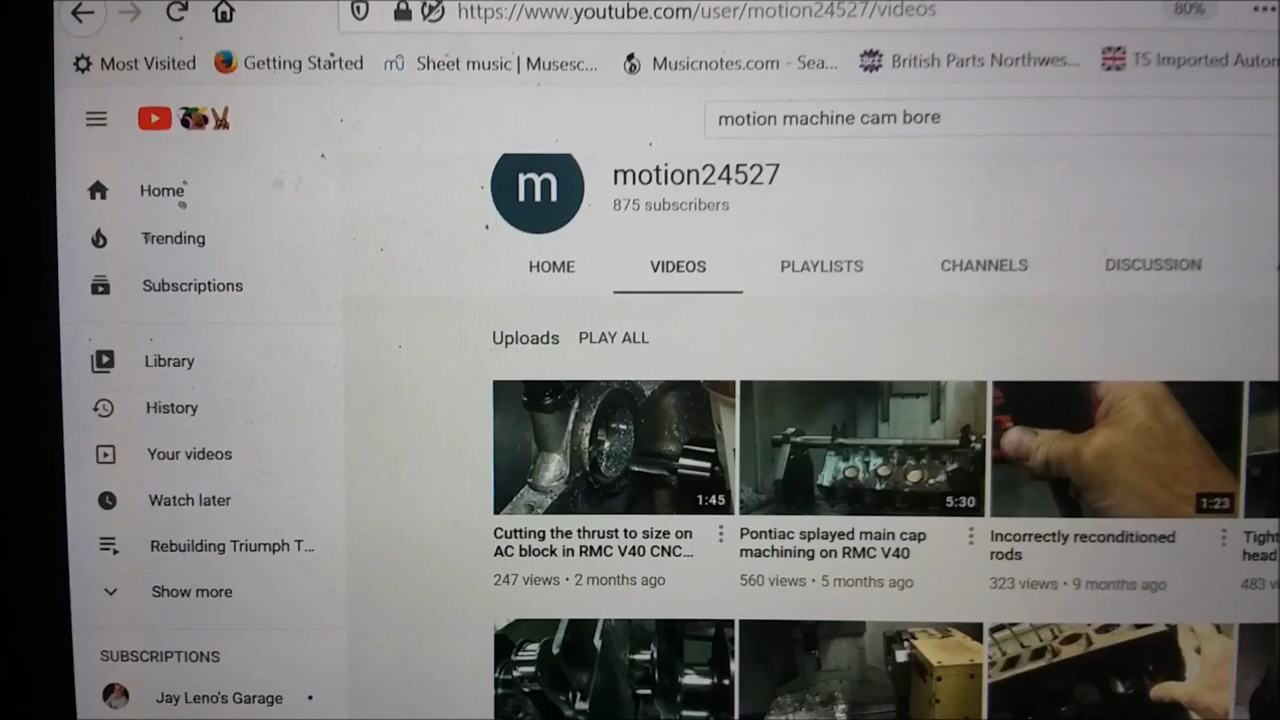 https://www.youtube.com/user/motion24527/videos
80%
Most Visited
Getting Started
Sheet music | Musesc...
Musicnotes.com - Sea...
British Parts Northwes...
TS Imported Autom
motion machine cam bore
m
motion24527
875 subscribers
Home
Trending
Subscriptions
HOME
VIDEOS
PLAYLISTS
CHANNELS
DISCUSSION
Uploads
PLAY ALL
Library
History
Your videos
Watch later
Rebuilding Triumph T...
Show more
SUBSCRIPTIONS
Jay Leno's Garage
1:45
Cutting the thrust to size on
AC block in RMC V40 CNC...
247 views • 2 months ago
5:30
Pontiac splayed main cap
machining on RMC V40
560 views • 5 months ago
1:23
Incorrectly reconditioned
rods
323 views • 9 months ago
Tight
head
483 v